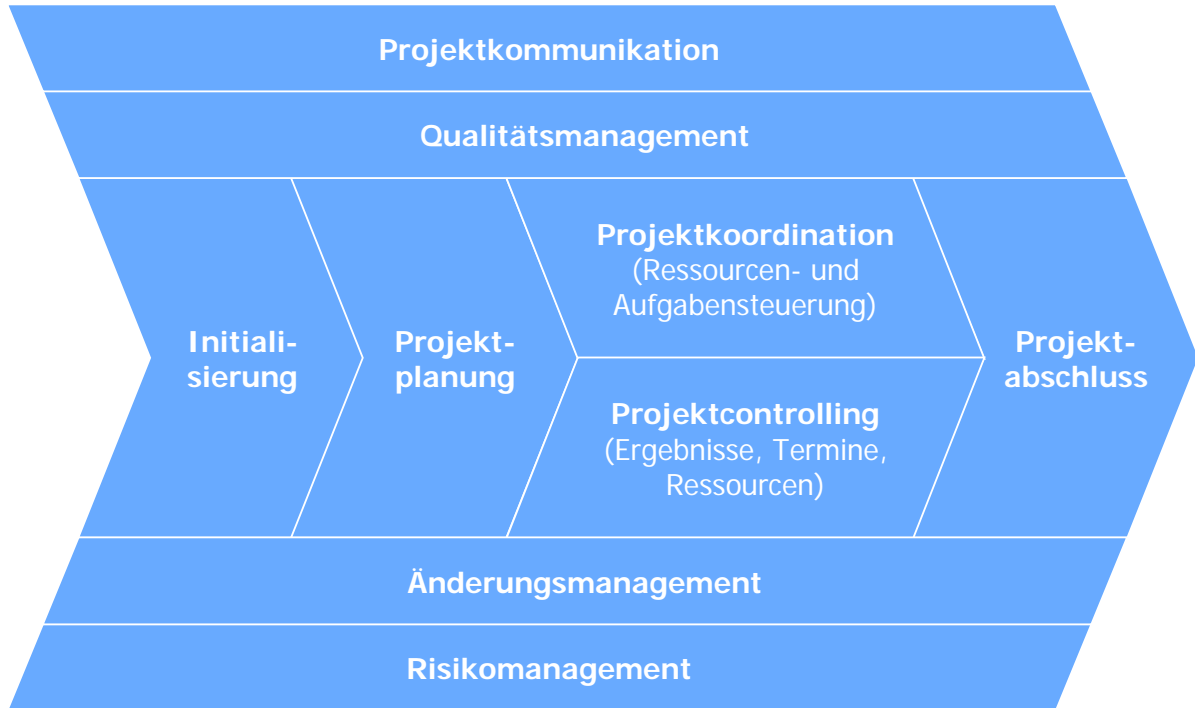 Projektkommunikation
Qualitätsmanagement
Initiali-
sierung
Projekt-
planung
Projektkoordination
(Ressourcen- und
Aufgabensteuerung)
Projektcontrolling
(Ergebnisse, Termine,
Ressourcen)
Projekt-
abschluss
Änderungsmanagement
Risikomanagement